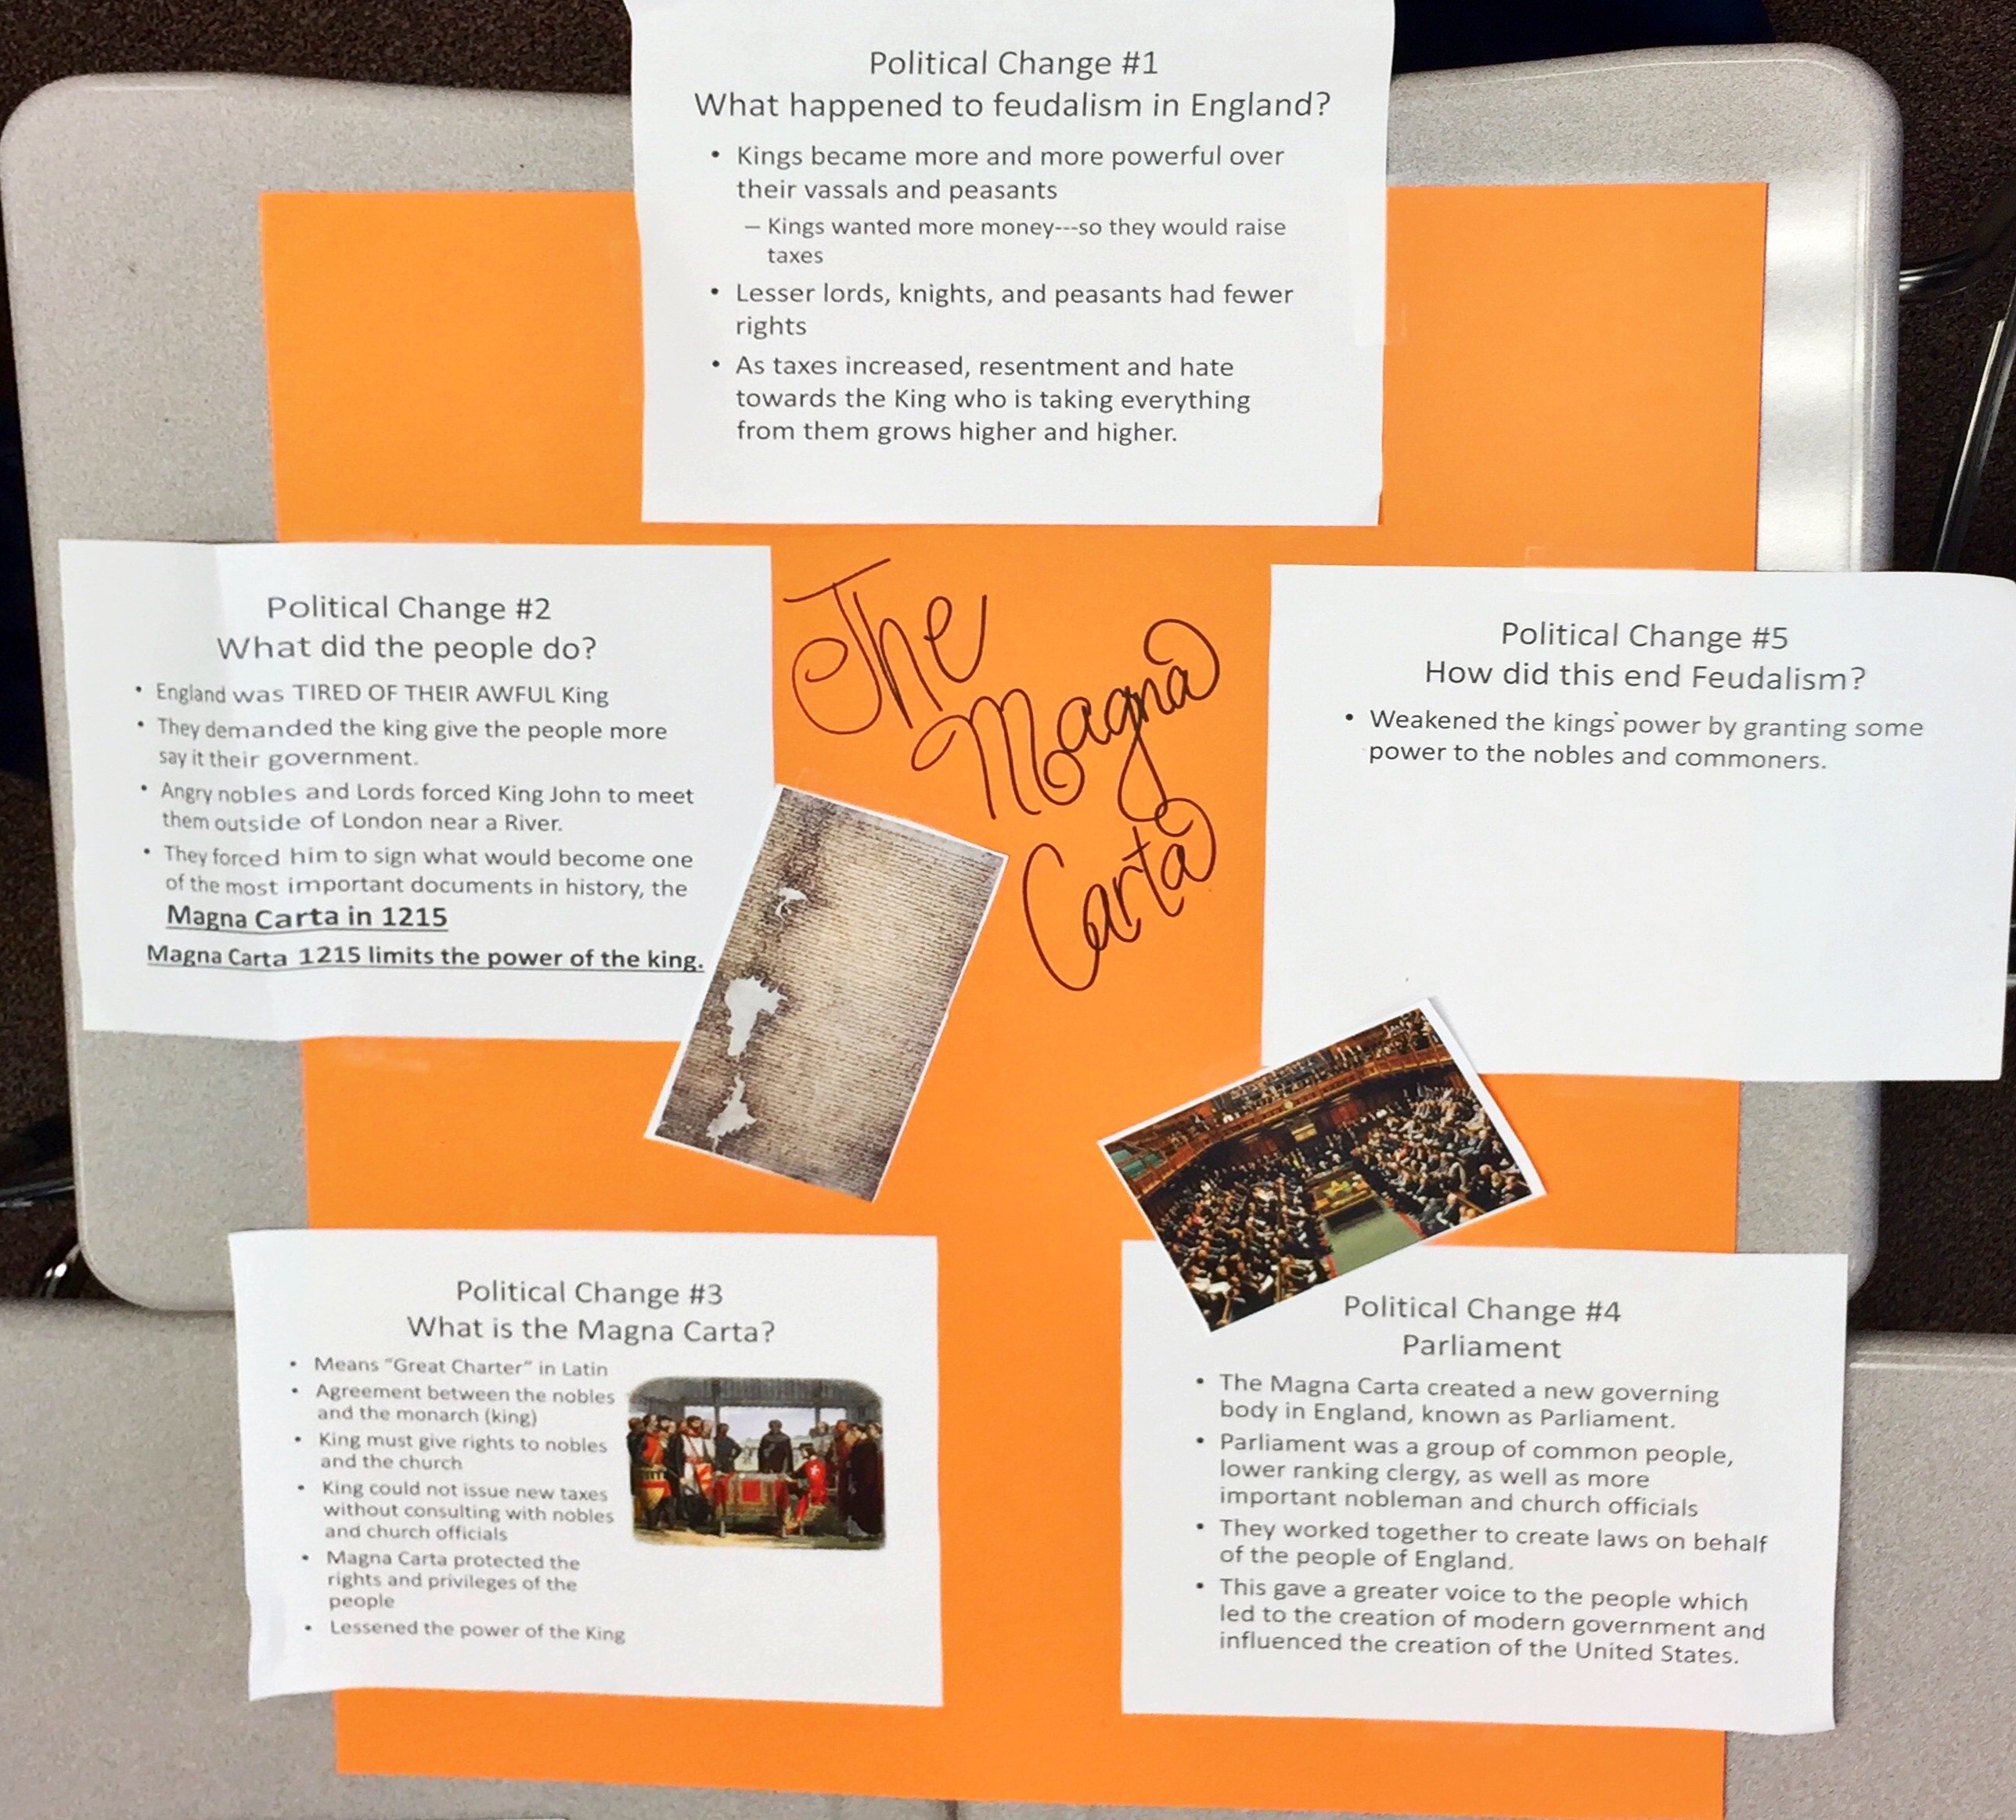 Political Change #1
What happened to feudalism in England?
• Kings became more and more powerful over
their vassals and peasants
– Kings wanted more money---so they would raise
taxes
• Lesser lords, knights, and peasants had fewer
rights
• As taxes increased, resentment and hate
towards the King who is taking everything
from them grows higher and higher.
The
Magna
Carta
Political Change #2
What did the people do?
• England was TIRED OF THEIR AWFUL King
• They demanded the king give the people more
say it their government.
• Angry nobles and Lords forced King John to meet
them outside of London near a River.
• They forced him to sign what would become one
of the most important documents in history, the
Magna Carta in 1215
Magna Carta 1215 limits the power of the king.
Political Change #3
What is the Magna Carta?
• Means “Great Charter” in Latin
• Agreement between the nobles
and the monarch (king)
• King must give rights to nobles
and the church
• King could not issue new taxes
without consulting with nobles
and church officials
• Magna Carta protected the
rights and privileges of the
people
• Lessened the power of the King
Political Change #4
Parliament
• The Magna Carta created a new governing
body in England, known as Parliament.
• Parliament was a group of common people,
lower ranking clergy, as well as more
important nobleman and church officials
• They worked together to create laws on behalf
of the people of England.
• This gave a greater voice to the people which
led to the creation of modern government and
influenced the creation of the United States.
Political Change #5
How did this end Feudalism?
• Weakened the kings' power by granting some
power to the nobles and commoners.